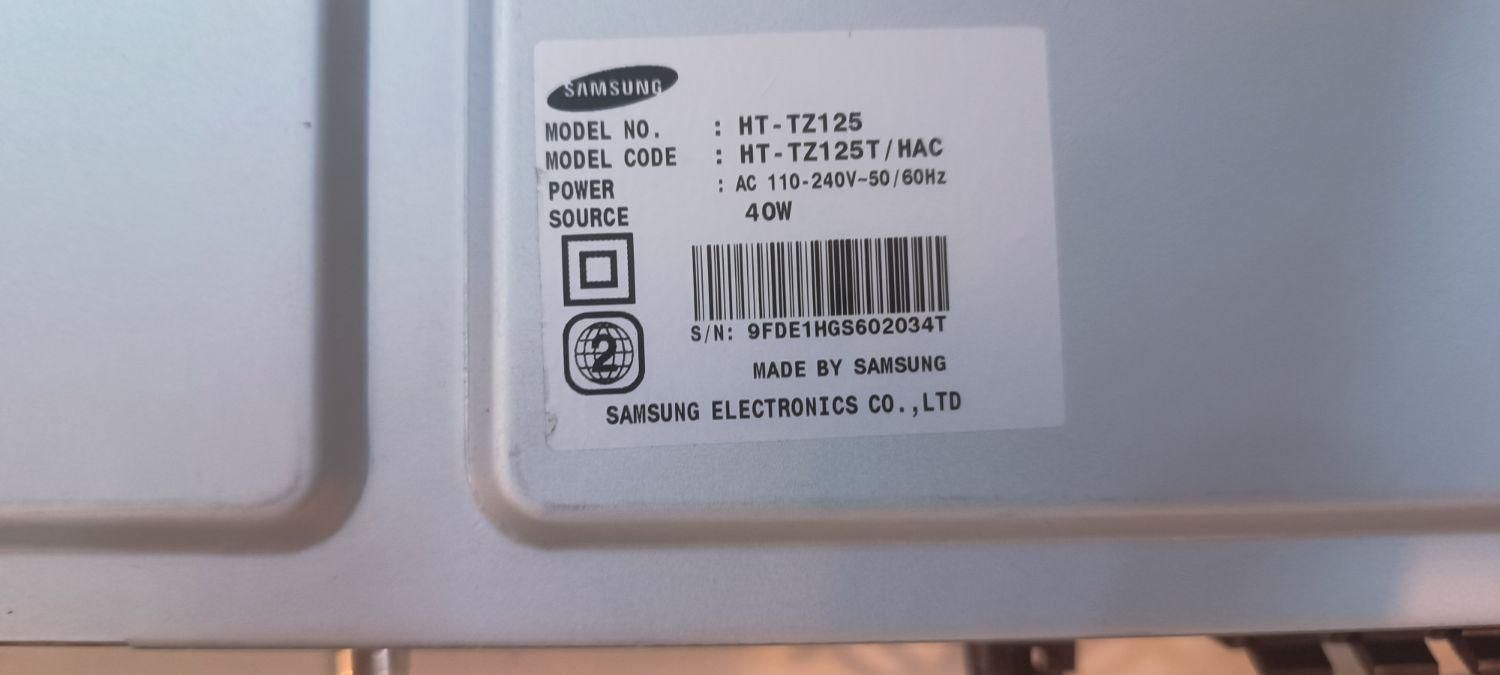 SAMSUNG
MODEL NO. : HT-TZ125
MODEL CODE : HT-TZ125T/HAC
POWER : AC 110-240V~50/60Hz
SOURCE 40W
2
S/N: 9FDE1HGS602034T
MADE BY SAMSUNG
SAMSUNG ELECTRONICS CO.,LTD